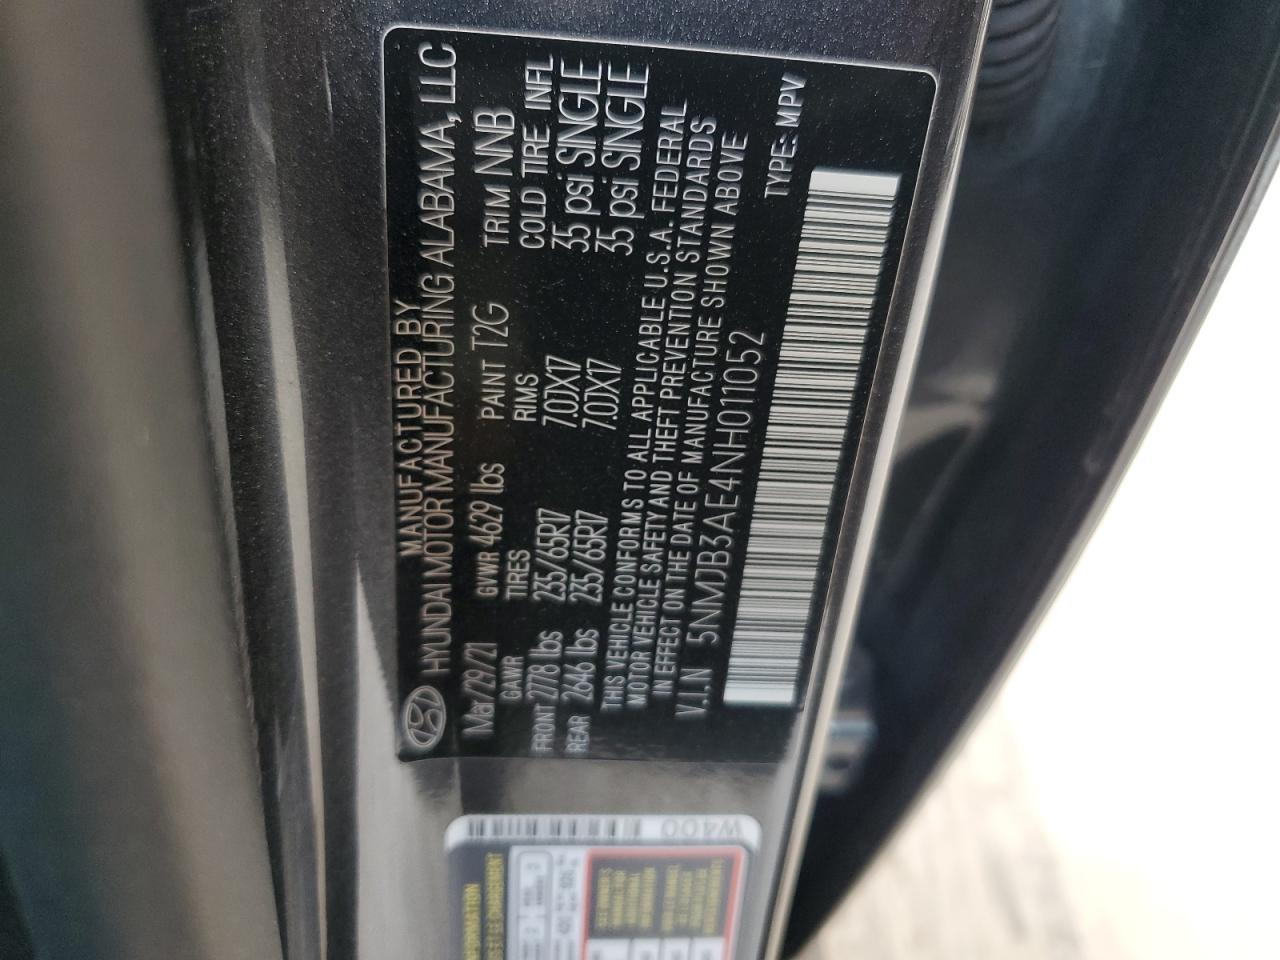 MANUFACTURED BY
HYUNDAI MOTOR MANUFACTURING ALABAMA, LLC
Mar/29/21 GVWR 4629 lbs PAINT T2G TRIM NNB
GAWR TIRES RIMS COLD TIRE INFL
FRONT 2778 lbs 235/65R17 7.0JX17 35 psi SINGLE
REAR 2646 lbs 235/65R17 7.0JX17 35 psi SINGLE
THIS VEHICLE CONFORMS TO ALL APPLICABLE U.S.A. FEDERAL
MOTOR VEHICLE SAFETY AND THEFT PREVENTION STANDARDS
IN EFFECT ON THE DATE OF MANUFACTURE SHOWN ABOVE
V.I.N 5NMJB3AE4NH011052
TYPE: MPV
W400